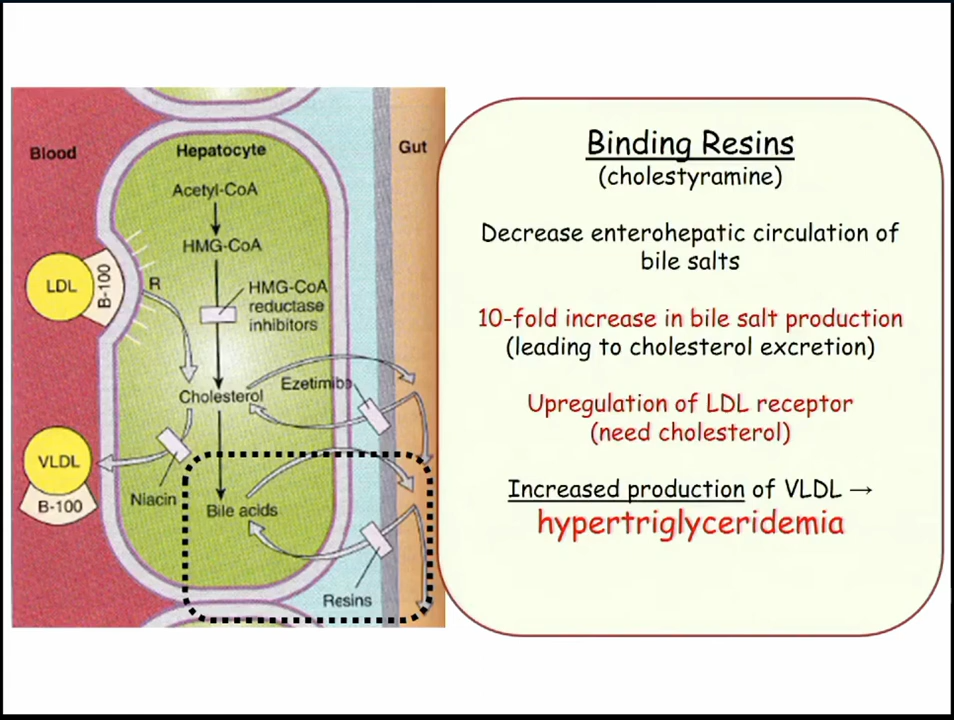 Blood
Hepatocyte
Gut
Acetyl-CoA
HMG-CoA
LDL
B-100
R
HMG-CoA
reductase
inhibitors
Cholesterol
Ezetimibe
VLDL
B-100
Niacin
Bile acids
Resins
Binding Resins
(cholestyramine)
Decrease enterohepatic circulation of
bile salts
10-fold increase in bile salt production
(leading to cholesterol excretion)
Upregulation of LDL receptor
(need cholesterol)
Increased production of VLDL →
hypertriglyceridemia